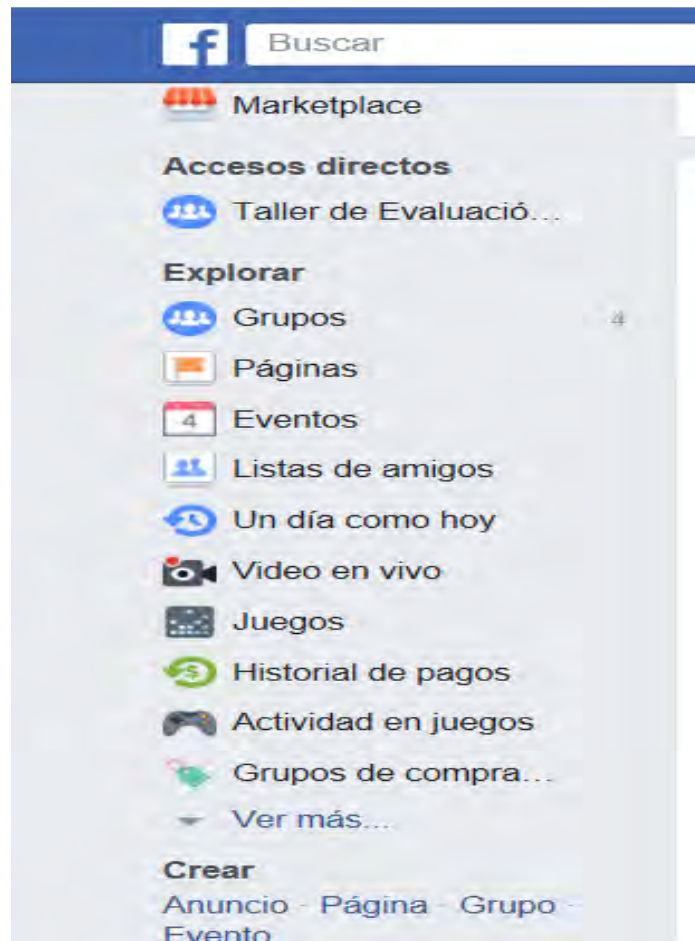 f Buscar
Marketplace
Accesos directos
Taller de Evaluació...
Explorar
Grupos 4
Páginas
4 Eventos
Listas de amigos
Un día como hoy
Video en vivo
Juegos
Historial de pagos
Actividad en juegos
Grupos de compra...
Ver más...
Crear
Anuncio · Página · Grupo ·
Evento